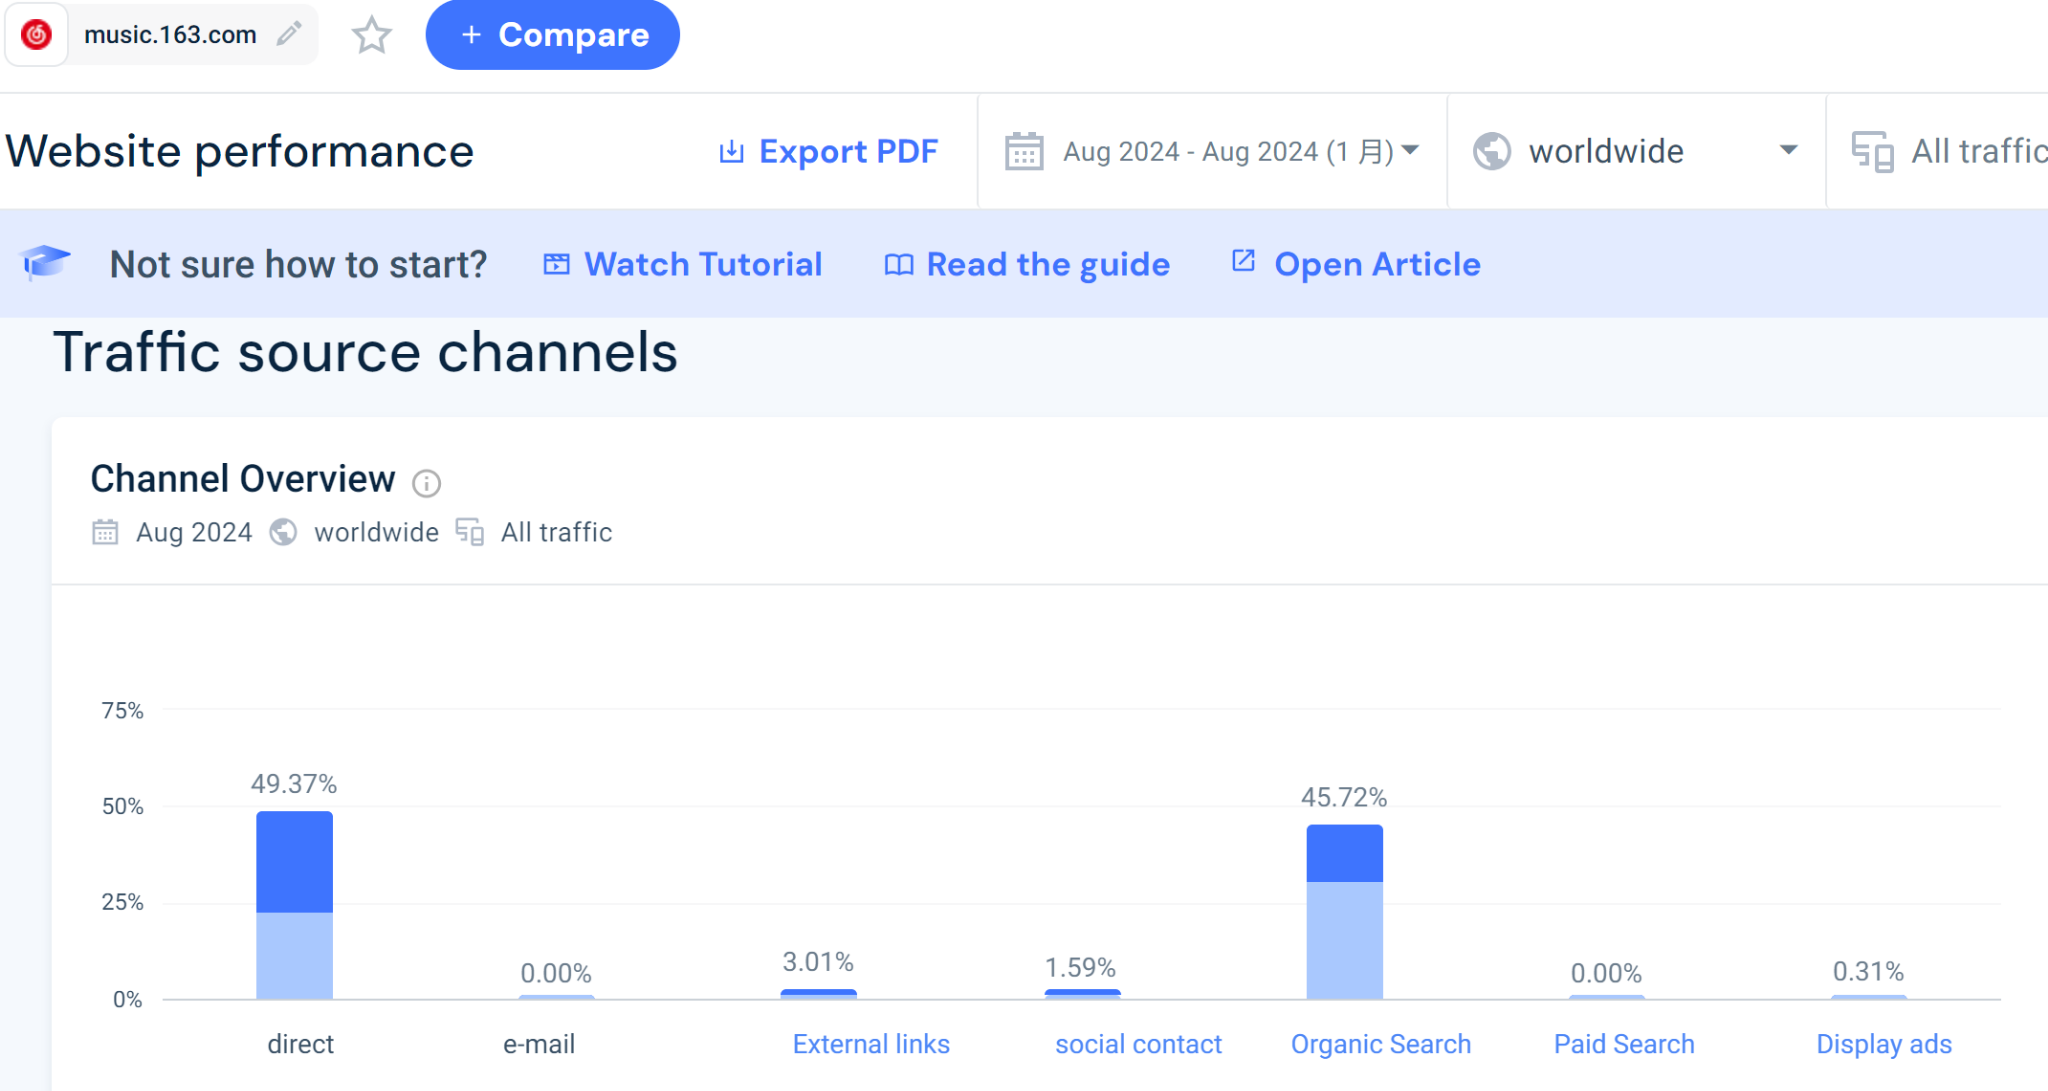 music.163.com
+ Compare
Website performance
Export PDF
Aug 2024 - Aug 2024 (1 月)
worldwide
All traffic
Not sure how to start?
Watch Tutorial
Read the guide
Open Article
Traffic source channels
Channel Overview
Aug 2024 worldwide All traffic
75%
50%
25%
0%
49.37%
0.00%
3.01%
1.59%
45.72%
0.00%
0.31%
direct
e-mail
External links
social contact
Organic Search
Paid Search
Display ads